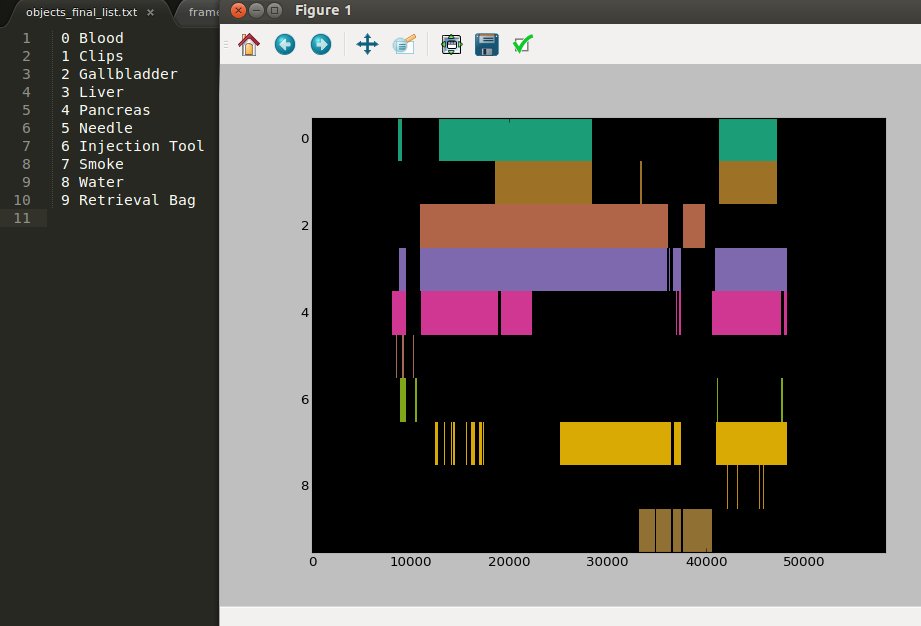 objects_final_list.txt ×
frame
Figure 1
1 0 Blood
2 1 Clips
3 2 Gallbladder
4 3 Liver
5 4 Pancreas
6 5 Needle
7 6 Injection Tool
8 7 Smoke
9 8 Water
10 9 Retrieval Bag
11
0
2
4
6
8
0 10000 20000 30000 40000 50000